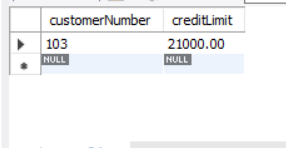 customerNumber creditLimit
103 21000.00
NULL NULL